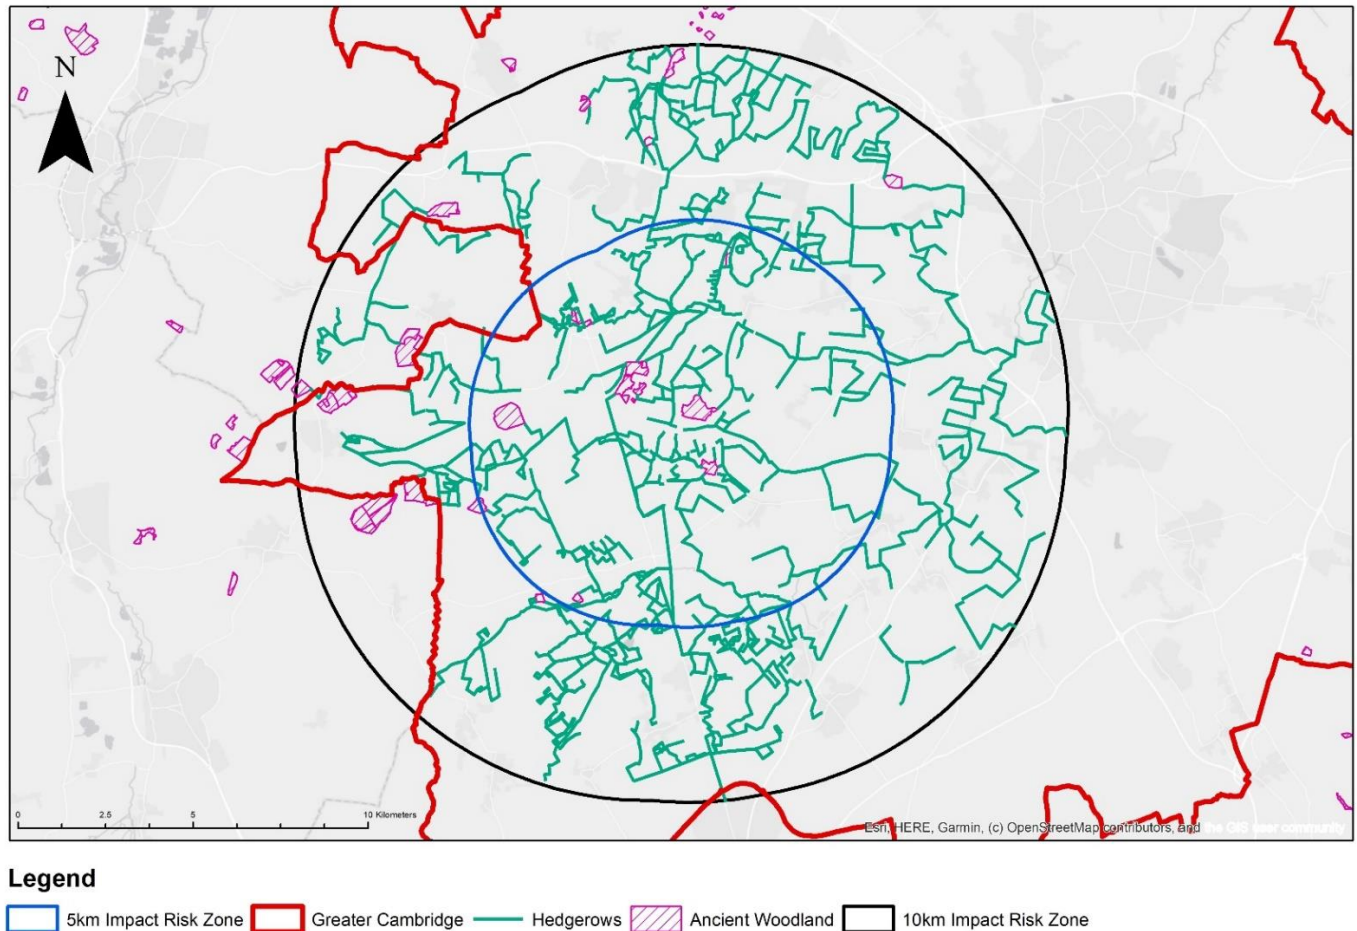 N
0 2.5 5 10 Kilometers
Esri, HERE, Garmin, (c) OpenStreetMap contributors, and the GIS user community
Legend
5km Impact Risk Zone Greater Cambridge Hedgerows Ancient Woodland 10km Impact Risk Zone